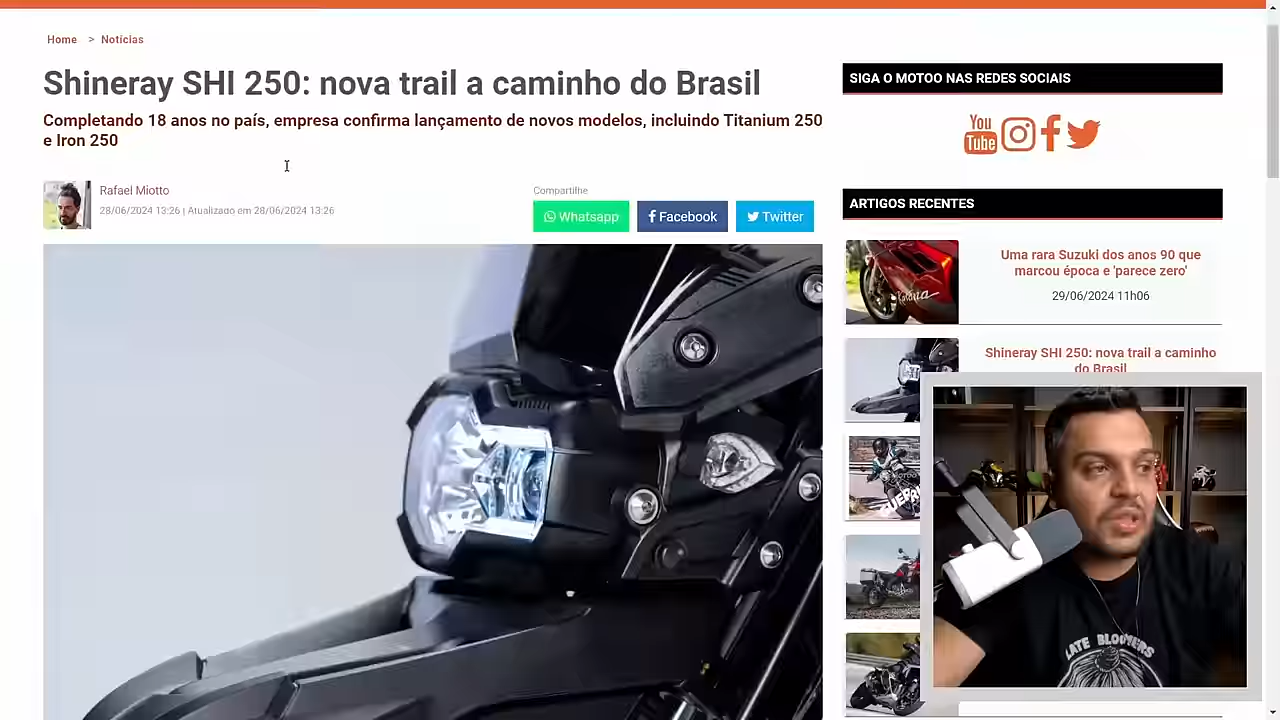 Home > Notícias
Shineray SHI 250: nova trail a caminho do Brasil
Completando 18 anos no país, empresa confirma lançamento de novos modelos, incluindo Titanium 250
e Iron 250
Rafael Miotto
28/06/2024 13:26 | Atualizado em 28/06/2024 13:26
Compartilhe
Whatsapp
Facebook
Twitter
SIGA O MOTOO NAS REDES SOCIAIS
You
Tube
ARTIGOS RECENTES
Uma rara Suzuki dos anos 90 que
marcou época e 'parece zero'
29/06/2024 11h06
Shineray SHI 250: nova trail a caminho
do Brasil
LATE BLOOMERS